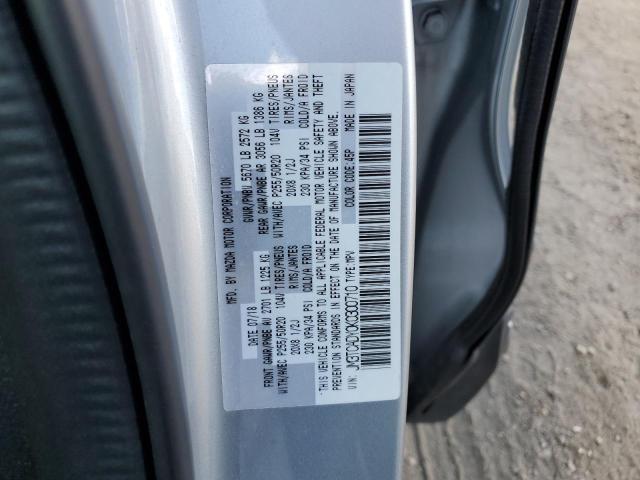 MFD. BY MAZDA MOTOR CORPORATION
DATE 07/18 GVWR/PNBV 5670 LB 2572 KG
FRONT GAWR/PNBE AV 2701 LB 1225 KG REAR GAWR/PNBE AR 3056 LB 1386 KG
WITH/AVEC P255/50R20 104V TIRES/PNEUS WITH/AVEC P255/50R20 104V TIRES/PNEUS
20X8 1/2J RIMS/JANTES 20X8 1/2J RIMS/JANTES
230 KPA/34 PSI COLD/A FROID 230 KPA/34 PSI COLD/A FROID
-THIS VEHICLE CONFORMS TO ALL APPLICABLE FEDERAL MOTOR VEHICLE SAFETY AND THEFT
PREVENTION STANDARDS IN EFFECT ON THE DATE OF MANUFACTURE SHOWN ABOVE.
VIN: JM3TCADY0K0300710 TYPE:MPV COLOR CODE:45P MADE IN JAPAN